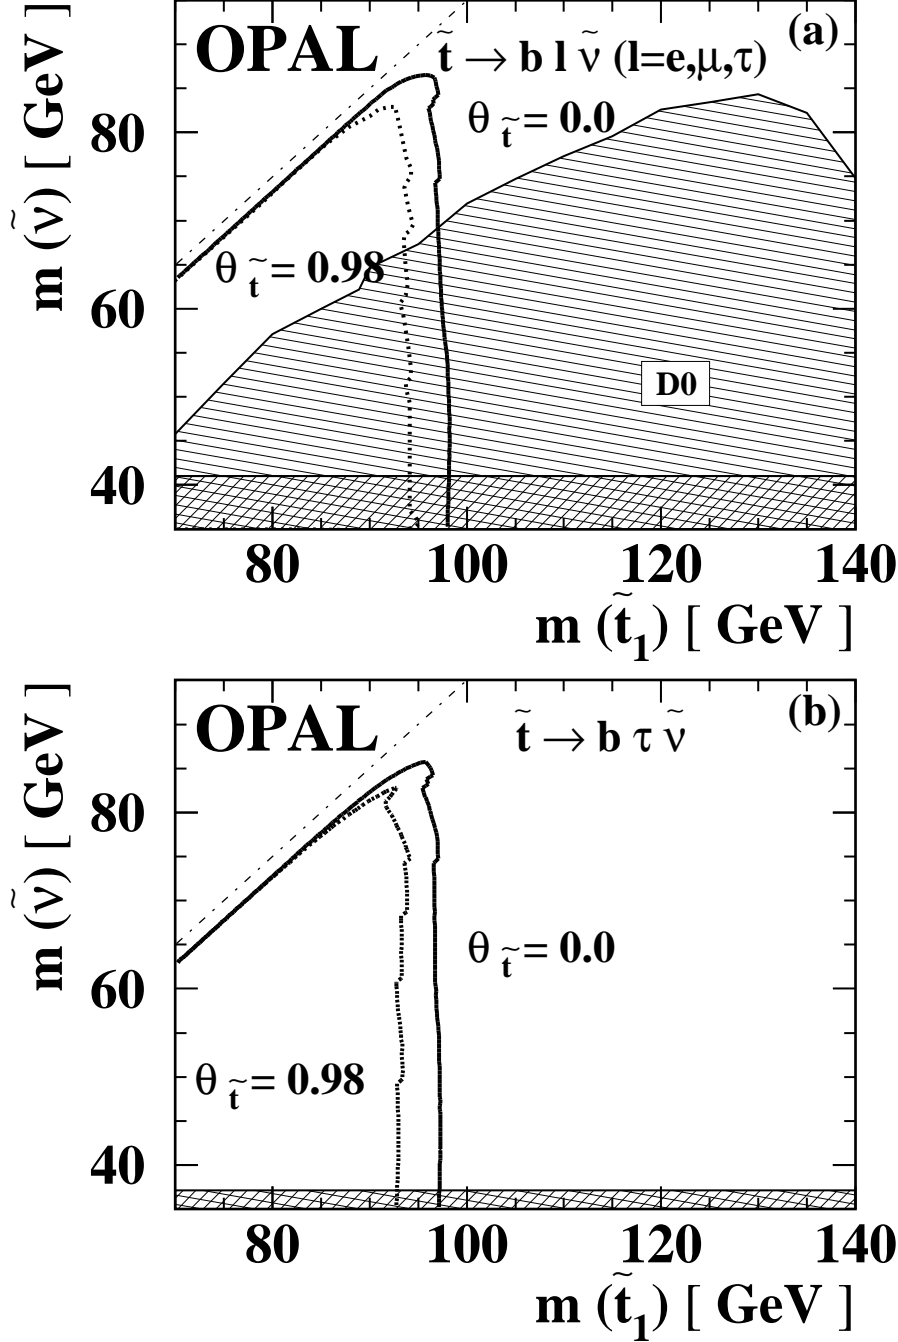 OPAL
t̃ → b l ν̃ (l=e,μ,τ)
(a)
θ t̃ = 0.0
θ t̃ = 0.98
D0
m (ν̃) [ GeV ]
80
60
40
80 100 120 140
m (t̃₁) [ GeV ]
OPAL
t̃ → b τ ν̃
(b)
θ t̃ = 0.0
θ t̃ = 0.98
m (ν̃) [ GeV ]
80
60
40
80 100 120 140
m (t̃₁) [ GeV ]